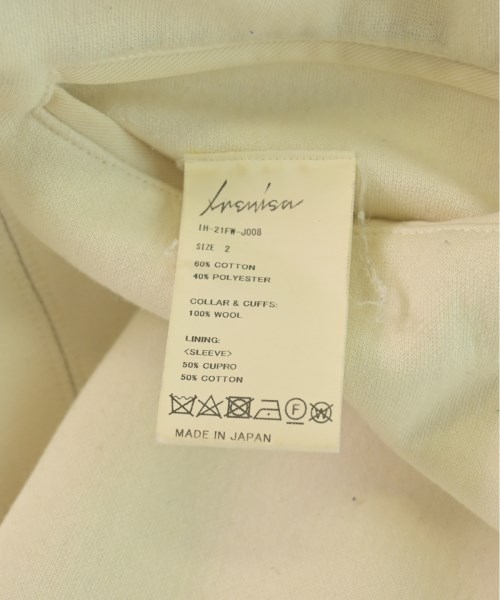 IH-21FW-J008
SIZE 2
60% COTTON
40% POLYESTER
COLLAR & CUFFS:
100% WOOL
LINING:
<SLEEVE>
50% CUPRO
50% COTTON
F W
MADE IN JAPAN